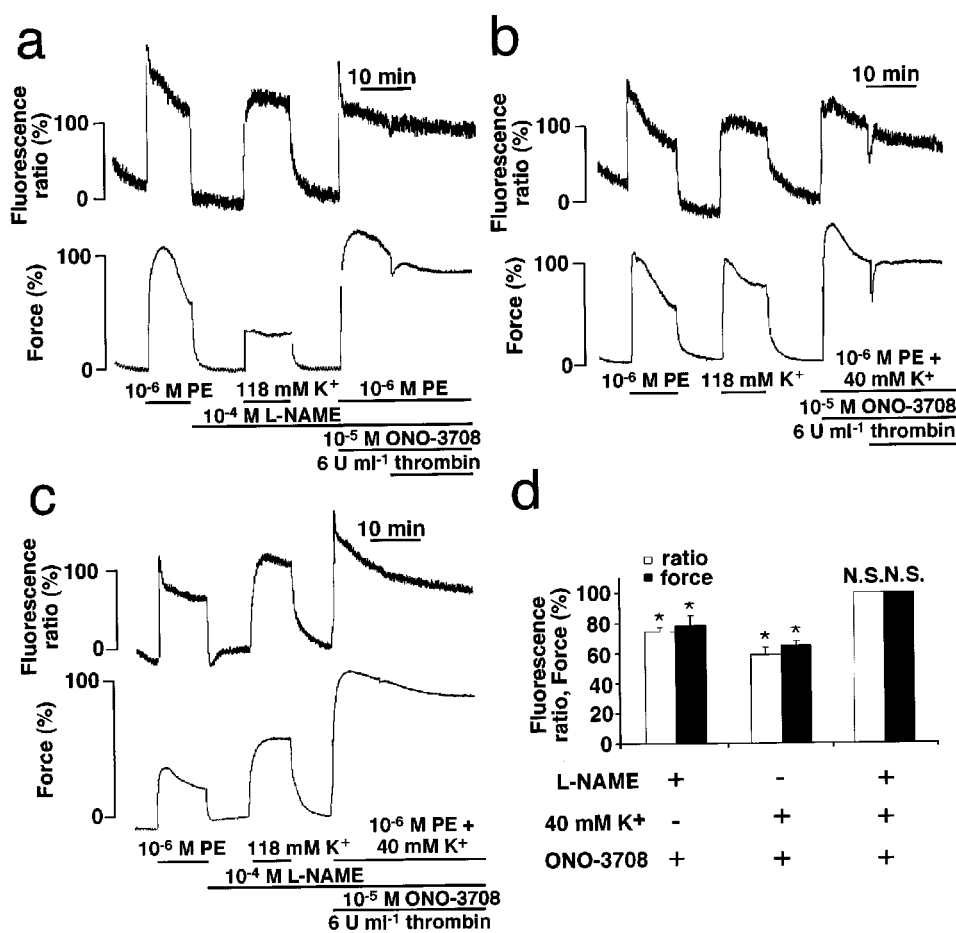 a
10 min
Fluorescence
ratio (%)
100
0
Force (%)
100
0
10-6 M PE
118 mM K+
10-6 M PE
10-4 M L-NAME
10-5 M ONO-3708
6 U ml-1 thrombin
b
10 min
Fluorescence
ratio (%)
100
0
Force (%)
100
0
10-6 M PE
118 mM K+
10-6 M PE +
40 mM K+
10-5 M ONO-3708
6 U ml-1 thrombin
c
10 min
Fluorescence
ratio (%)
100
0
Force (%)
100
0
10-6 M PE
118 mM K+
10-6 M PE +
40 mM K+
10-4 M L-NAME
10-5 M ONO-3708
6 U ml-1 thrombin
d
ratio
force
N.S.N.S.
Fluorescence
ratio, Force (%)
100
80
60
40
20
0
* * * *
L-NAME + - +
40 mM K+ - + +
ONO-3708 + + +